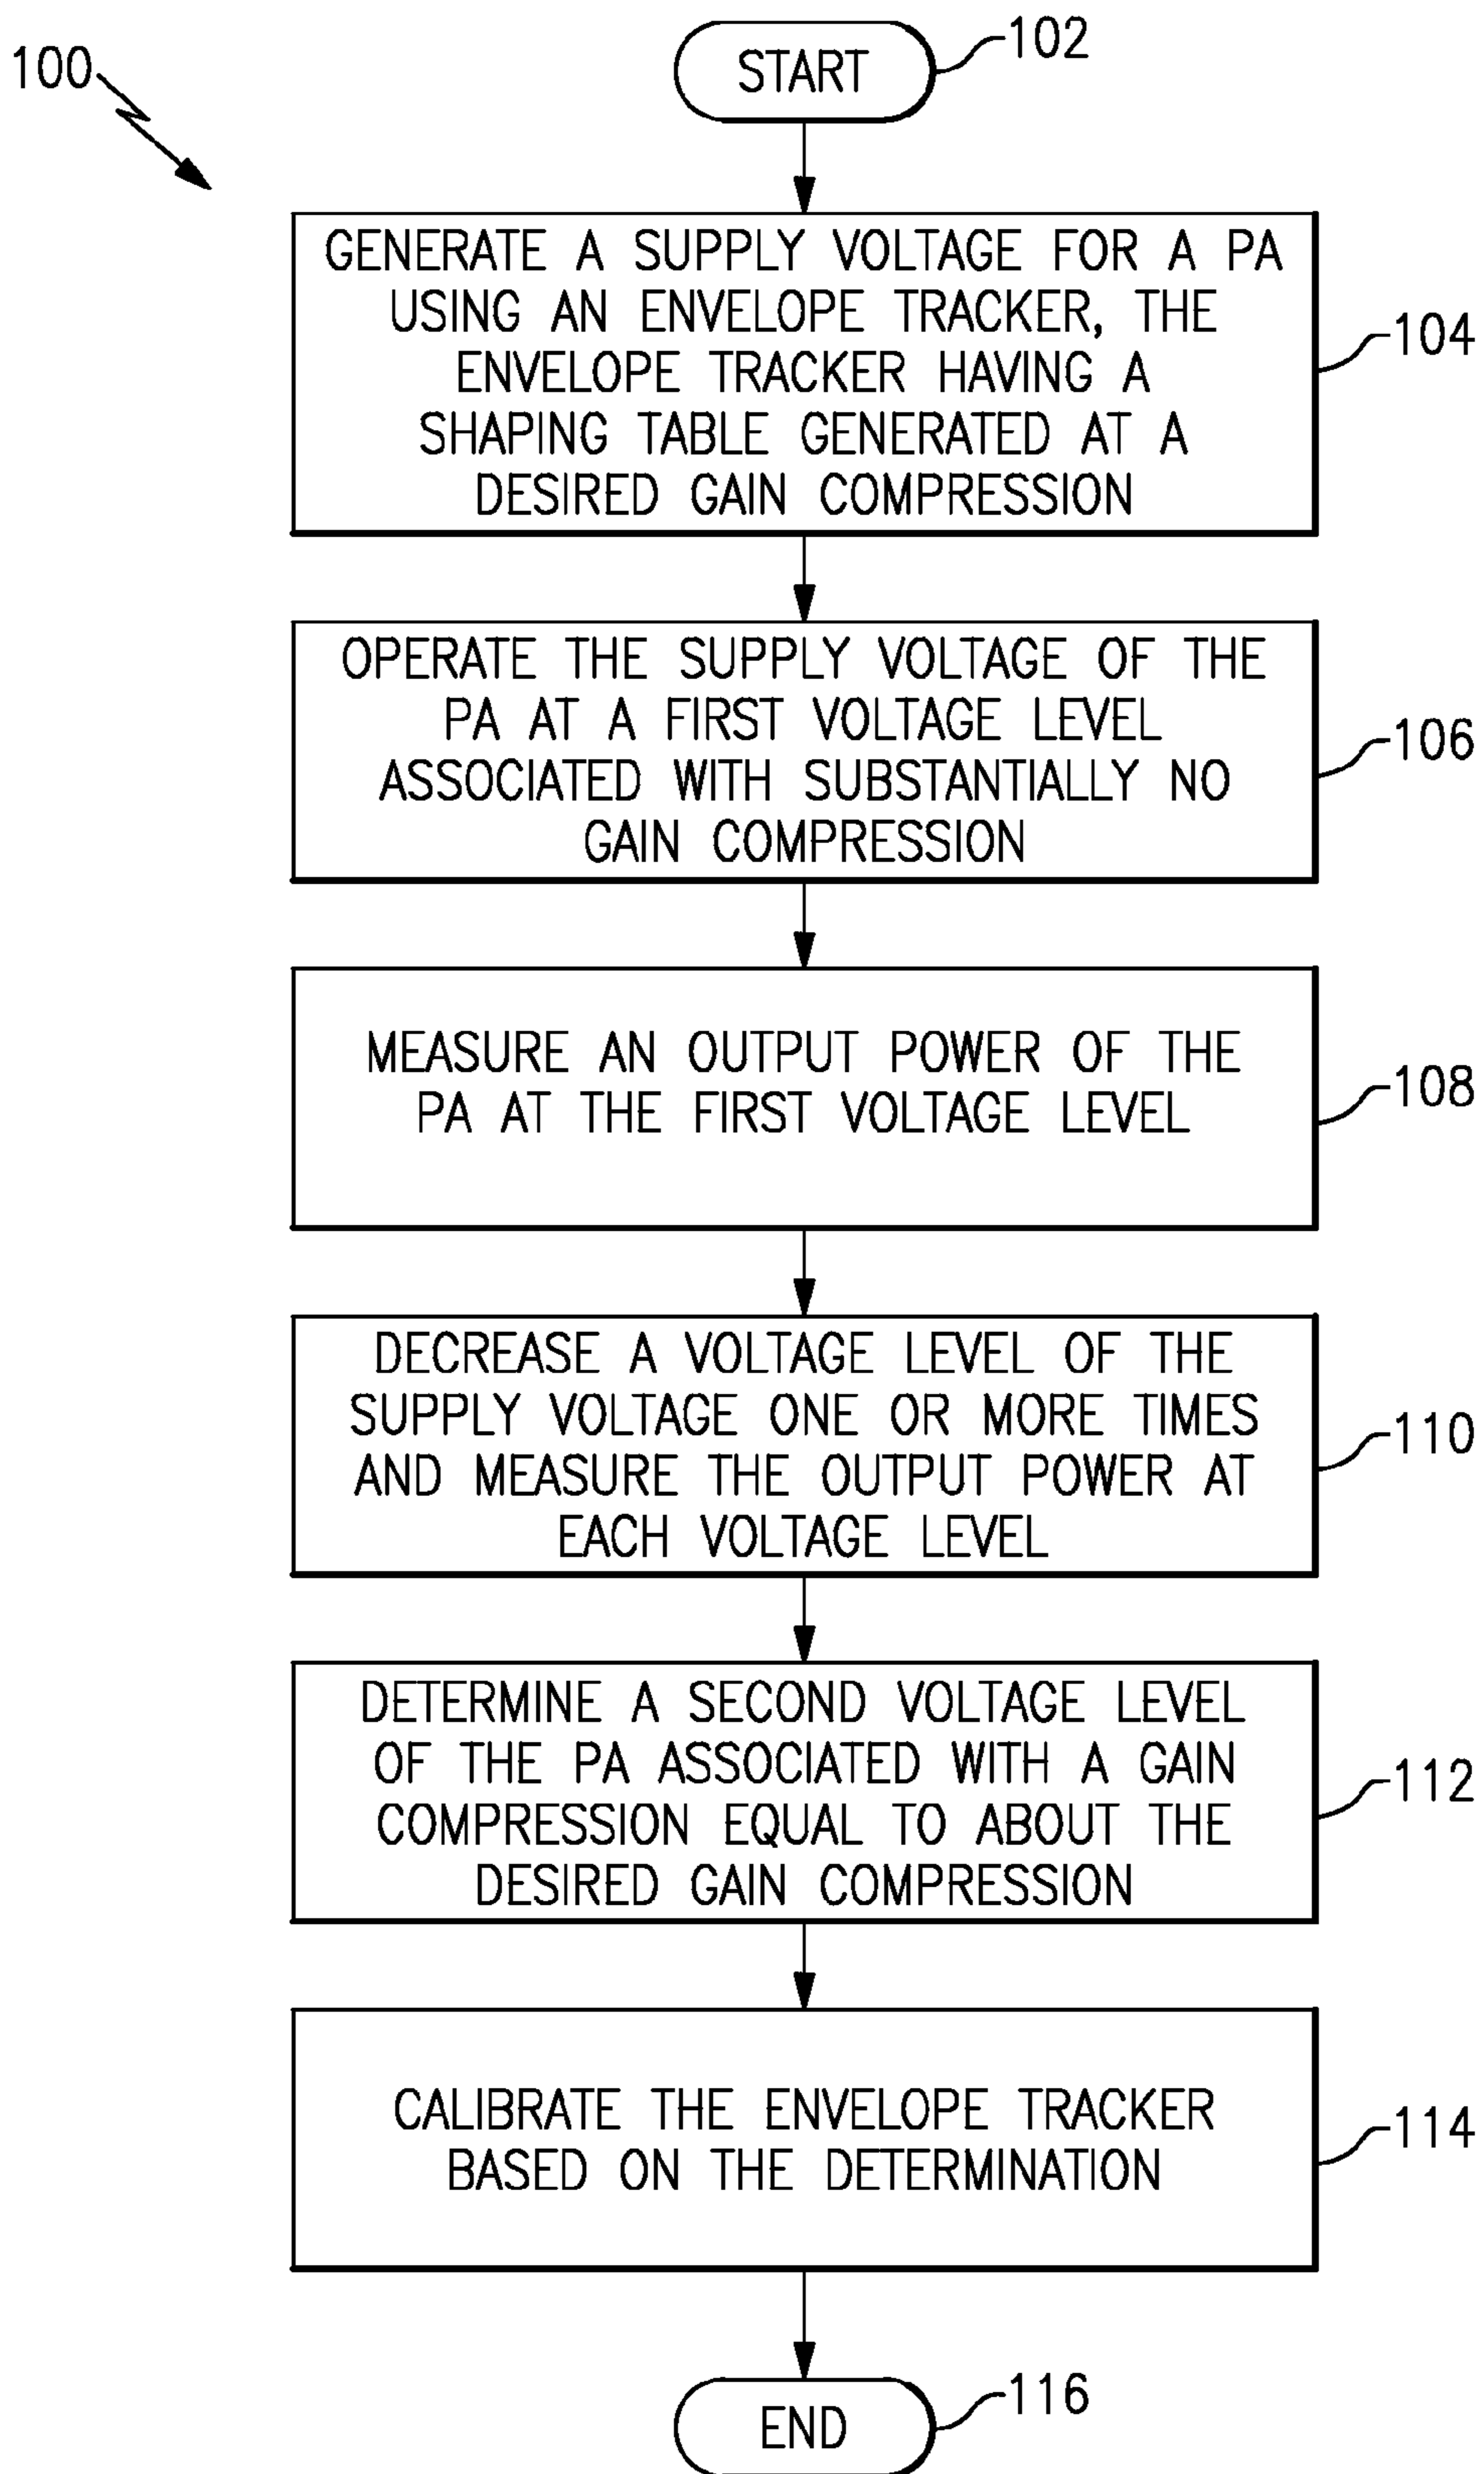 100
START
102
GENERATE A SUPPLY VOLTAGE FOR A PA
USING AN ENVELOPE TRACKER, THE
ENVELOPE TRACKER HAVING A
SHAPING TABLE GENERATED AT A
DESIRED GAIN COMPRESSION
104
OPERATE THE SUPPLY VOLTAGE OF THE
PA AT A FIRST VOLTAGE LEVEL
ASSOCIATED WITH SUBSTANTIALLY NO
GAIN COMPRESSION
106
MEASURE AN OUTPUT POWER OF THE
PA AT THE FIRST VOLTAGE LEVEL
108
DECREASE A VOLTAGE LEVEL OF THE
SUPPLY VOLTAGE ONE OR MORE TIMES
AND MEASURE THE OUTPUT POWER AT
EACH VOLTAGE LEVEL
110
DETERMINE A SECOND VOLTAGE LEVEL
OF THE PA ASSOCIATED WITH A GAIN
COMPRESSION EQUAL TO ABOUT THE
DESIRED GAIN COMPRESSION
112
CALIBRATE THE ENVELOPE TRACKER
BASED ON THE DETERMINATION
114
END
116